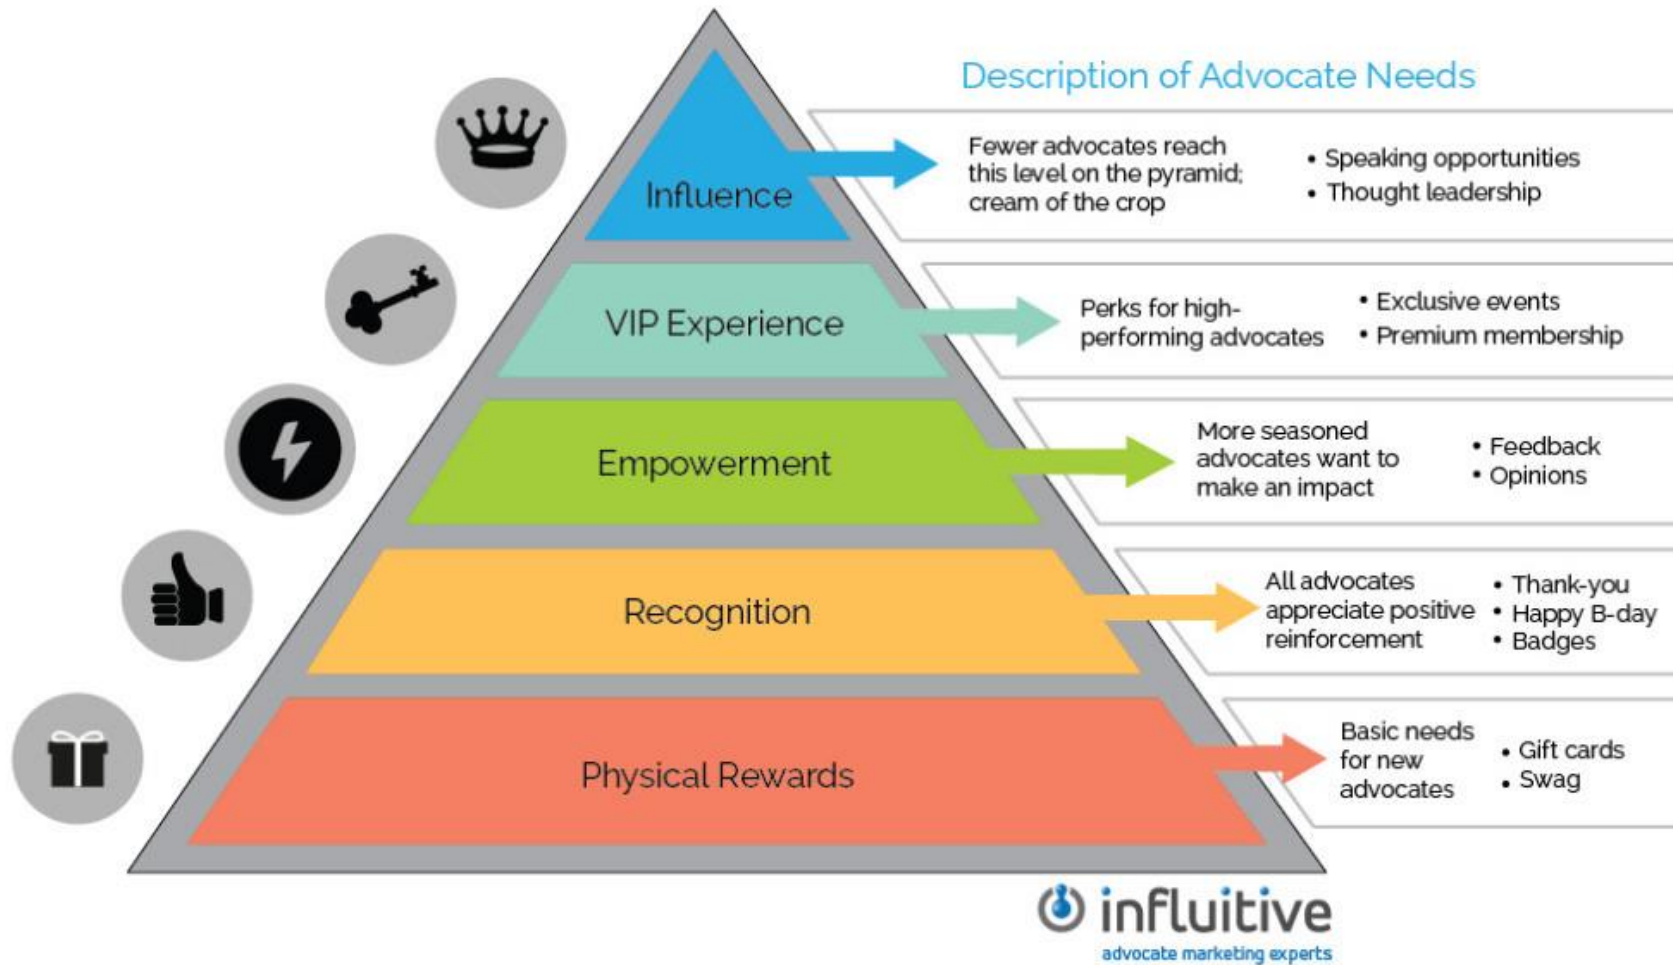 Description of Advocate Needs
Influence
Fewer advocates reach
this level on the pyramid;
cream of the crop
• Speaking opportunities
• Thought leadership
VIP Experience
Perks for high-
performing advocates
• Exclusive events
• Premium membership
Empowerment
More seasoned
advocates want to
make an impact
• Feedback
• Opinions
Recognition
All advocates
appreciate positive
reinforcement
• Thank-you
• Happy B-day
• Badges
Physical Rewards
Basic needs
for new
advocates
• Gift cards
• Swag
influitive
advocate marketing experts